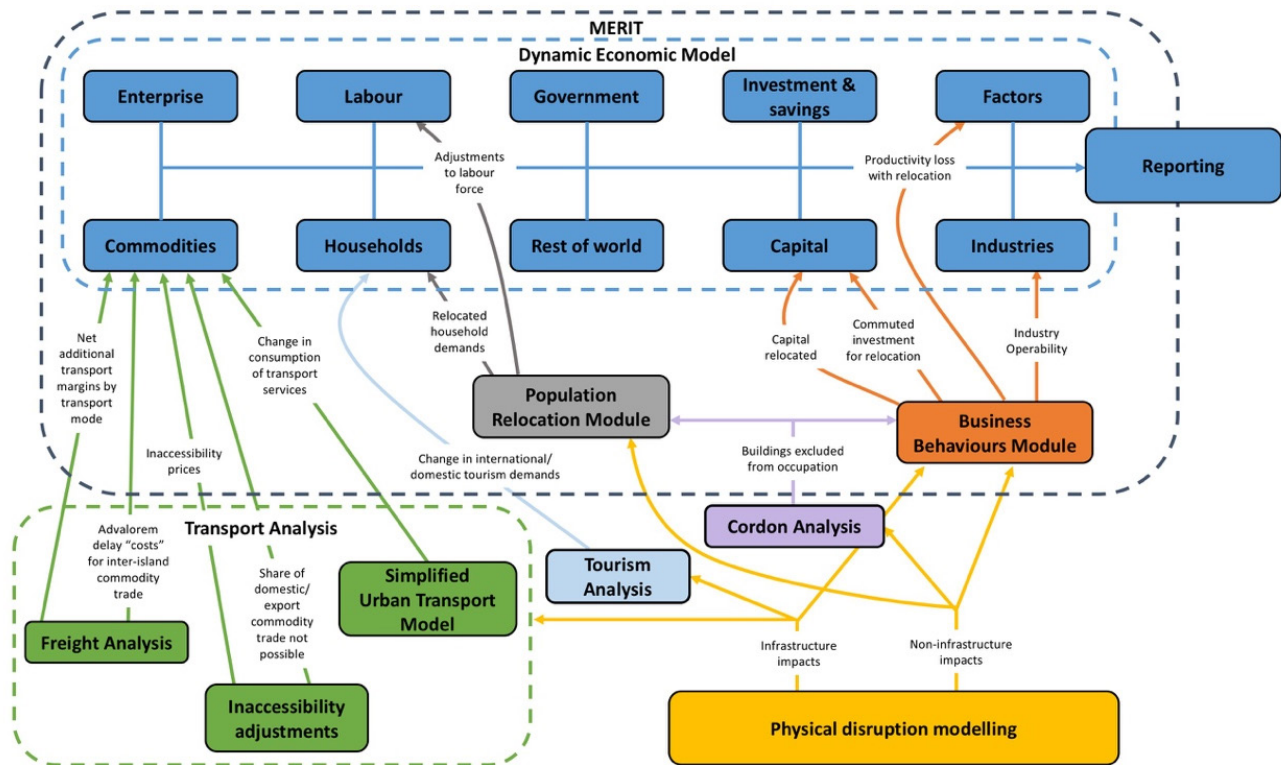 MERIT
Dynamic Economic Model
Enterprise
Labour
Government
Investment &
savings
Factors
Adjustments
to labour
force
Productivity loss
with relocation
Reporting
Commodities
Households
Rest of world
Capital
Industries
Net
additional
transport
margins by
transport
mode
Change in
consumption
of transport
services
Relocated
household
demands
Capital
relocated
Commuted
investment
for relocation
Industry
Operability
Population
Relocation Module
Business
Behaviours Module
Inaccessibility
prices
Change in international/
domestic tourism demands
Buildings excluded
from occupation
Transport Analysis
Cordon Analysis
Advalorem
delay “costs”
for inter-island
commodity
trade
Share of
domestic/
export
commodity
trade not
possible
Simplified
Urban Transport
Model
Tourism
Analysis
Freight Analysis
Infrastructure
impacts
Non-infrastructure
impacts
Inaccessibility
adjustments
Physical disruption modelling